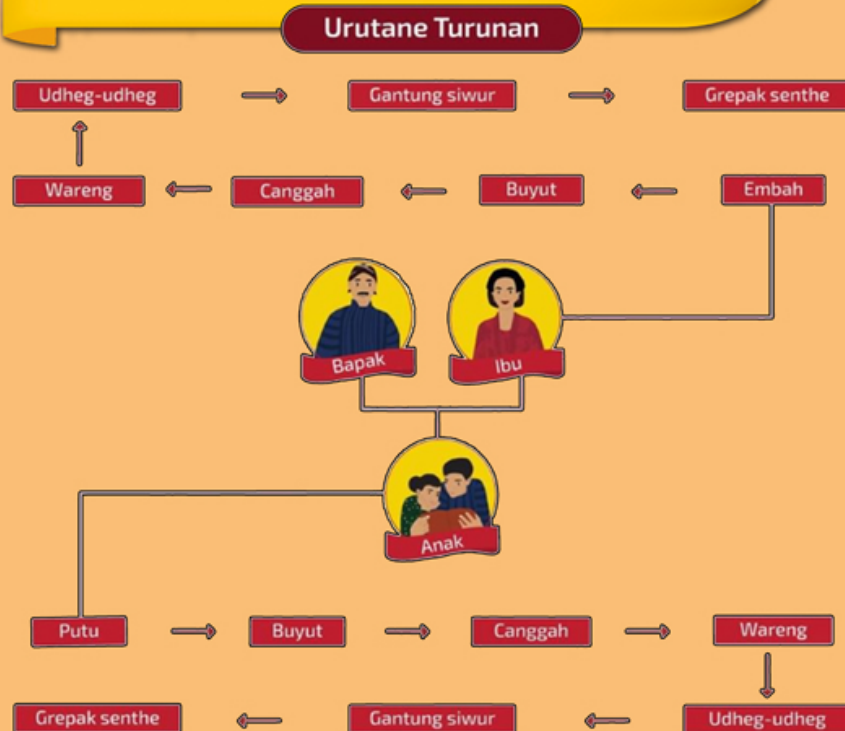 Urutane Turunan
Udheg-udheg
Gantung siwur
Grepak senthe
Wareng
Canggah
Buyut
Embah
Bapak
Ibu
Anak
Putu
Buyut
Canggah
Wareng
Grepak senthe
Gantung siwur
Udheg-udheg